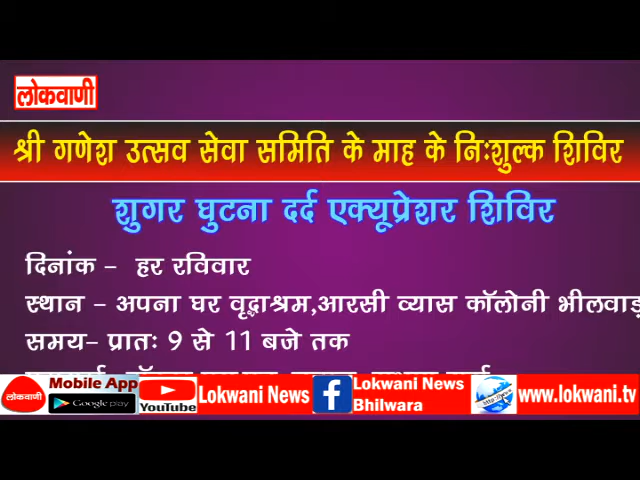 लोकवाणी
श्री गणेश उत्सव सेवा समिति के माह के निःशुल्क शिविर
शुगर घुटना दर्द एक्यूप्रेशर शिविर
दिनांक - हर रविवार
स्थान - अपना घर वृद्धाश्रम,आरसी व्यास कॉलोनी भीलवाड़
समय- प्रातः 9 से 11 बजे तक
लोकवाणी
Mobile App
Google play
YouTube
Lokwani News
Lokwani News
Bhilwara
www.lokwani.tv